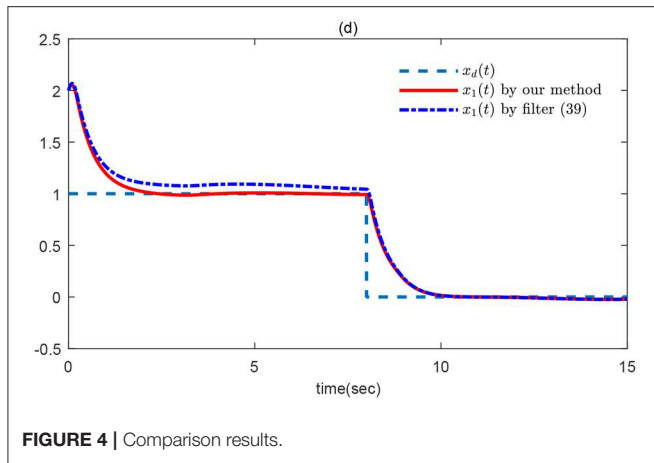 (d)
2.5
2
1.5
1
0.5
0
-0.5
x_d(t)
x_1(t) by our method
x_1(t) by filter (39)
0 5 10 15
time(sec)
FIGURE 4 | Comparison results.